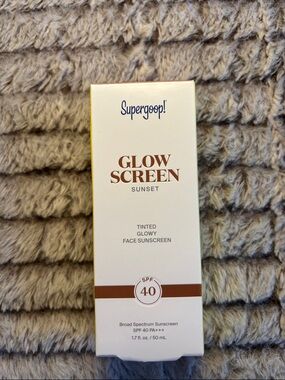 Supergoop!
GLOW
SCREEN
SUNSET
TINTED
GLOWY
FACE SUNSCREEN
SPF
40
Broad Spectrum Sunscreen
SPF 40 PA+++
1.7 fl. oz. / 50 mL